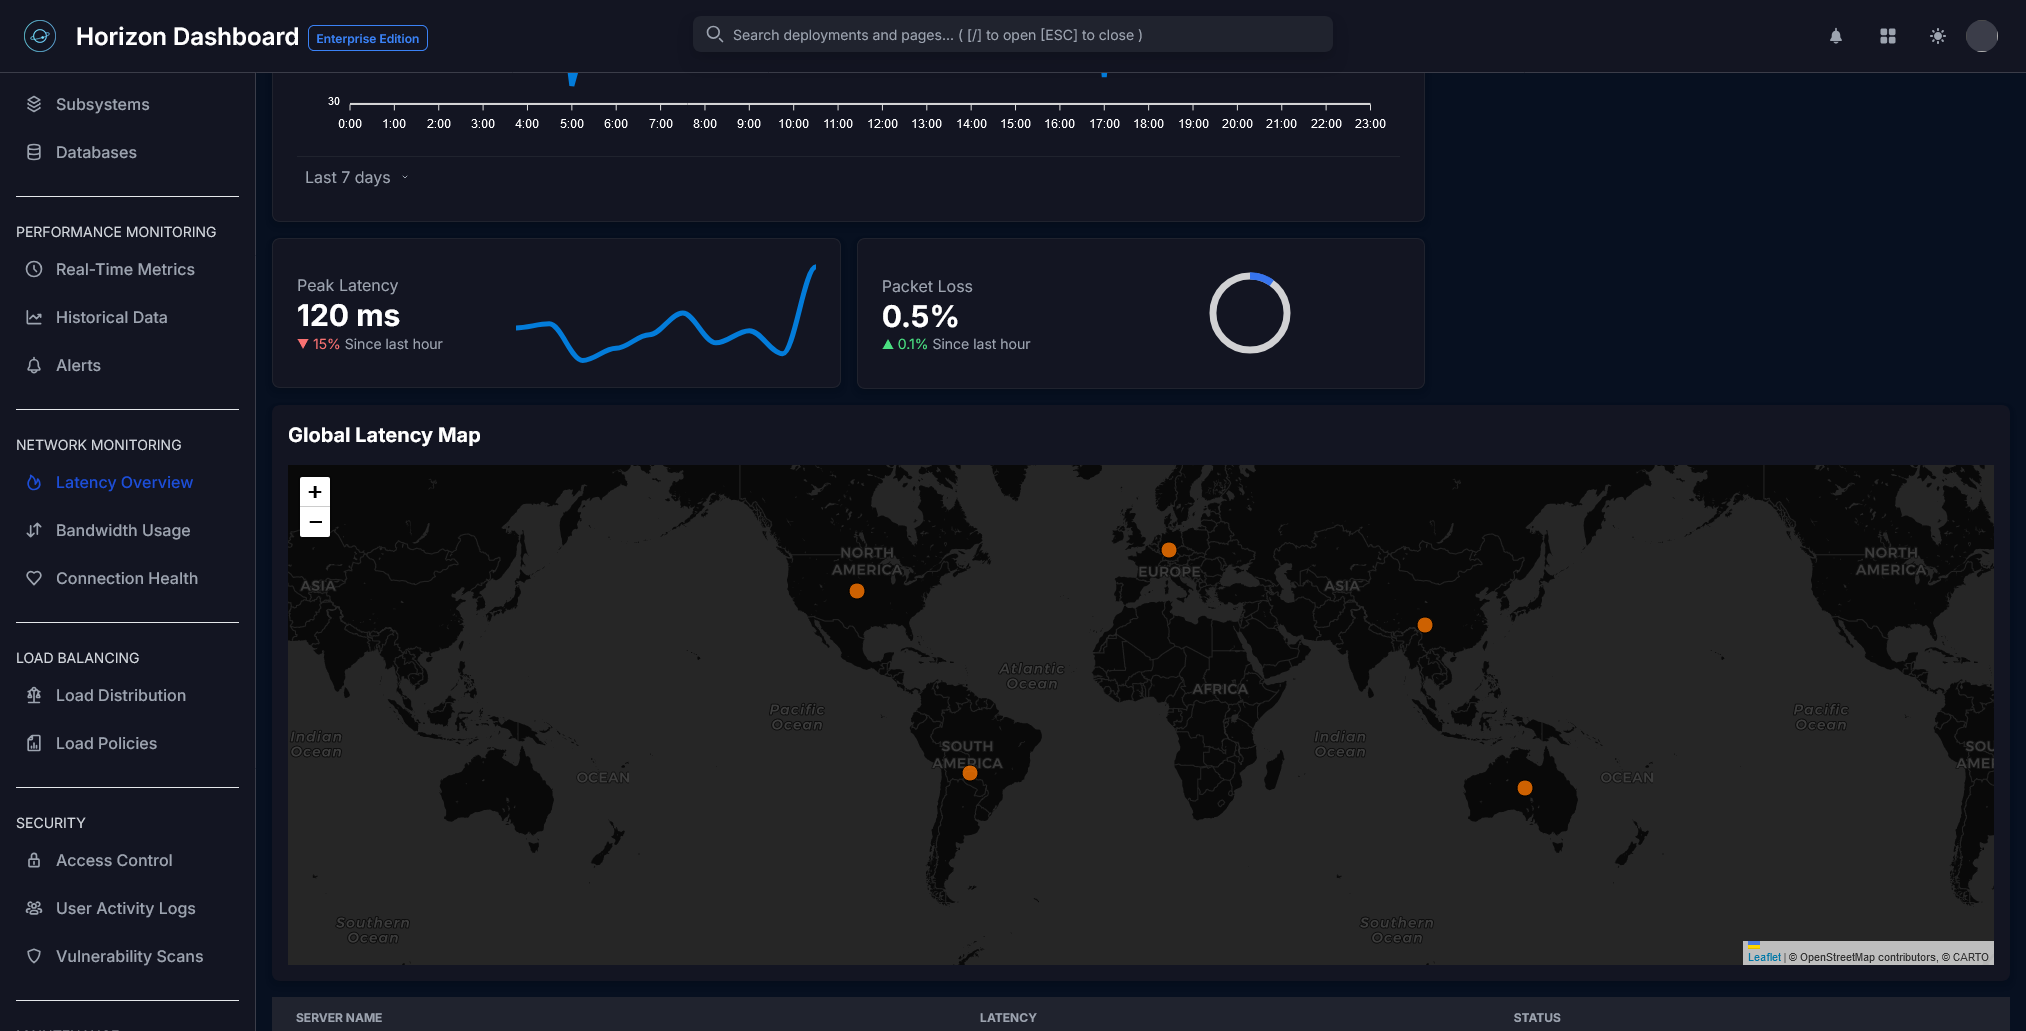 Horizon Dashboard
Enterprise Edition
Search deployments and pages... ( [/] to open [ESC] to close )
Subsystems
Databases
PERFORMANCE MONITORING
Real-Time Metrics
Historical Data
Alerts
NETWORK MONITORING
Latency Overview
Bandwidth Usage
Connection Health
LOAD BALANCING
Load Distribution
Load Policies
SECURITY
Access Control
User Activity Logs
Vulnerability Scans
30
0:00 1:00 2:00 3:00 4:00 5:00 6:00 7:00 8:00 9:00 10:00 11:00 12:00 13:00 14:00 15:00 16:00 17:00 18:00 19:00 20:00 21:00 22:00 23:00
Last 7 days
Peak Latency
120 ms
▼ 15% Since last hour
Packet Loss
0.5%
▲ 0.1% Since last hour
Global Latency Map
+
−
NORTH
AMERICA
EUROPE
ASIA
ASIA
NORTH
AMERICA
Atlantic
Ocean
AFRICA
Pacific
Ocean
Pacific
Ocean
Indian
Ocean
Indian
Ocean
SOUTH
AMERICA
SOU
AMEI
OCEAN
OCEAN
Southern
Ocean
Southern
Ocean
Leaflet | © OpenStreetMap contributors, © CARTO
SERVER NAME LATENCY STATUS